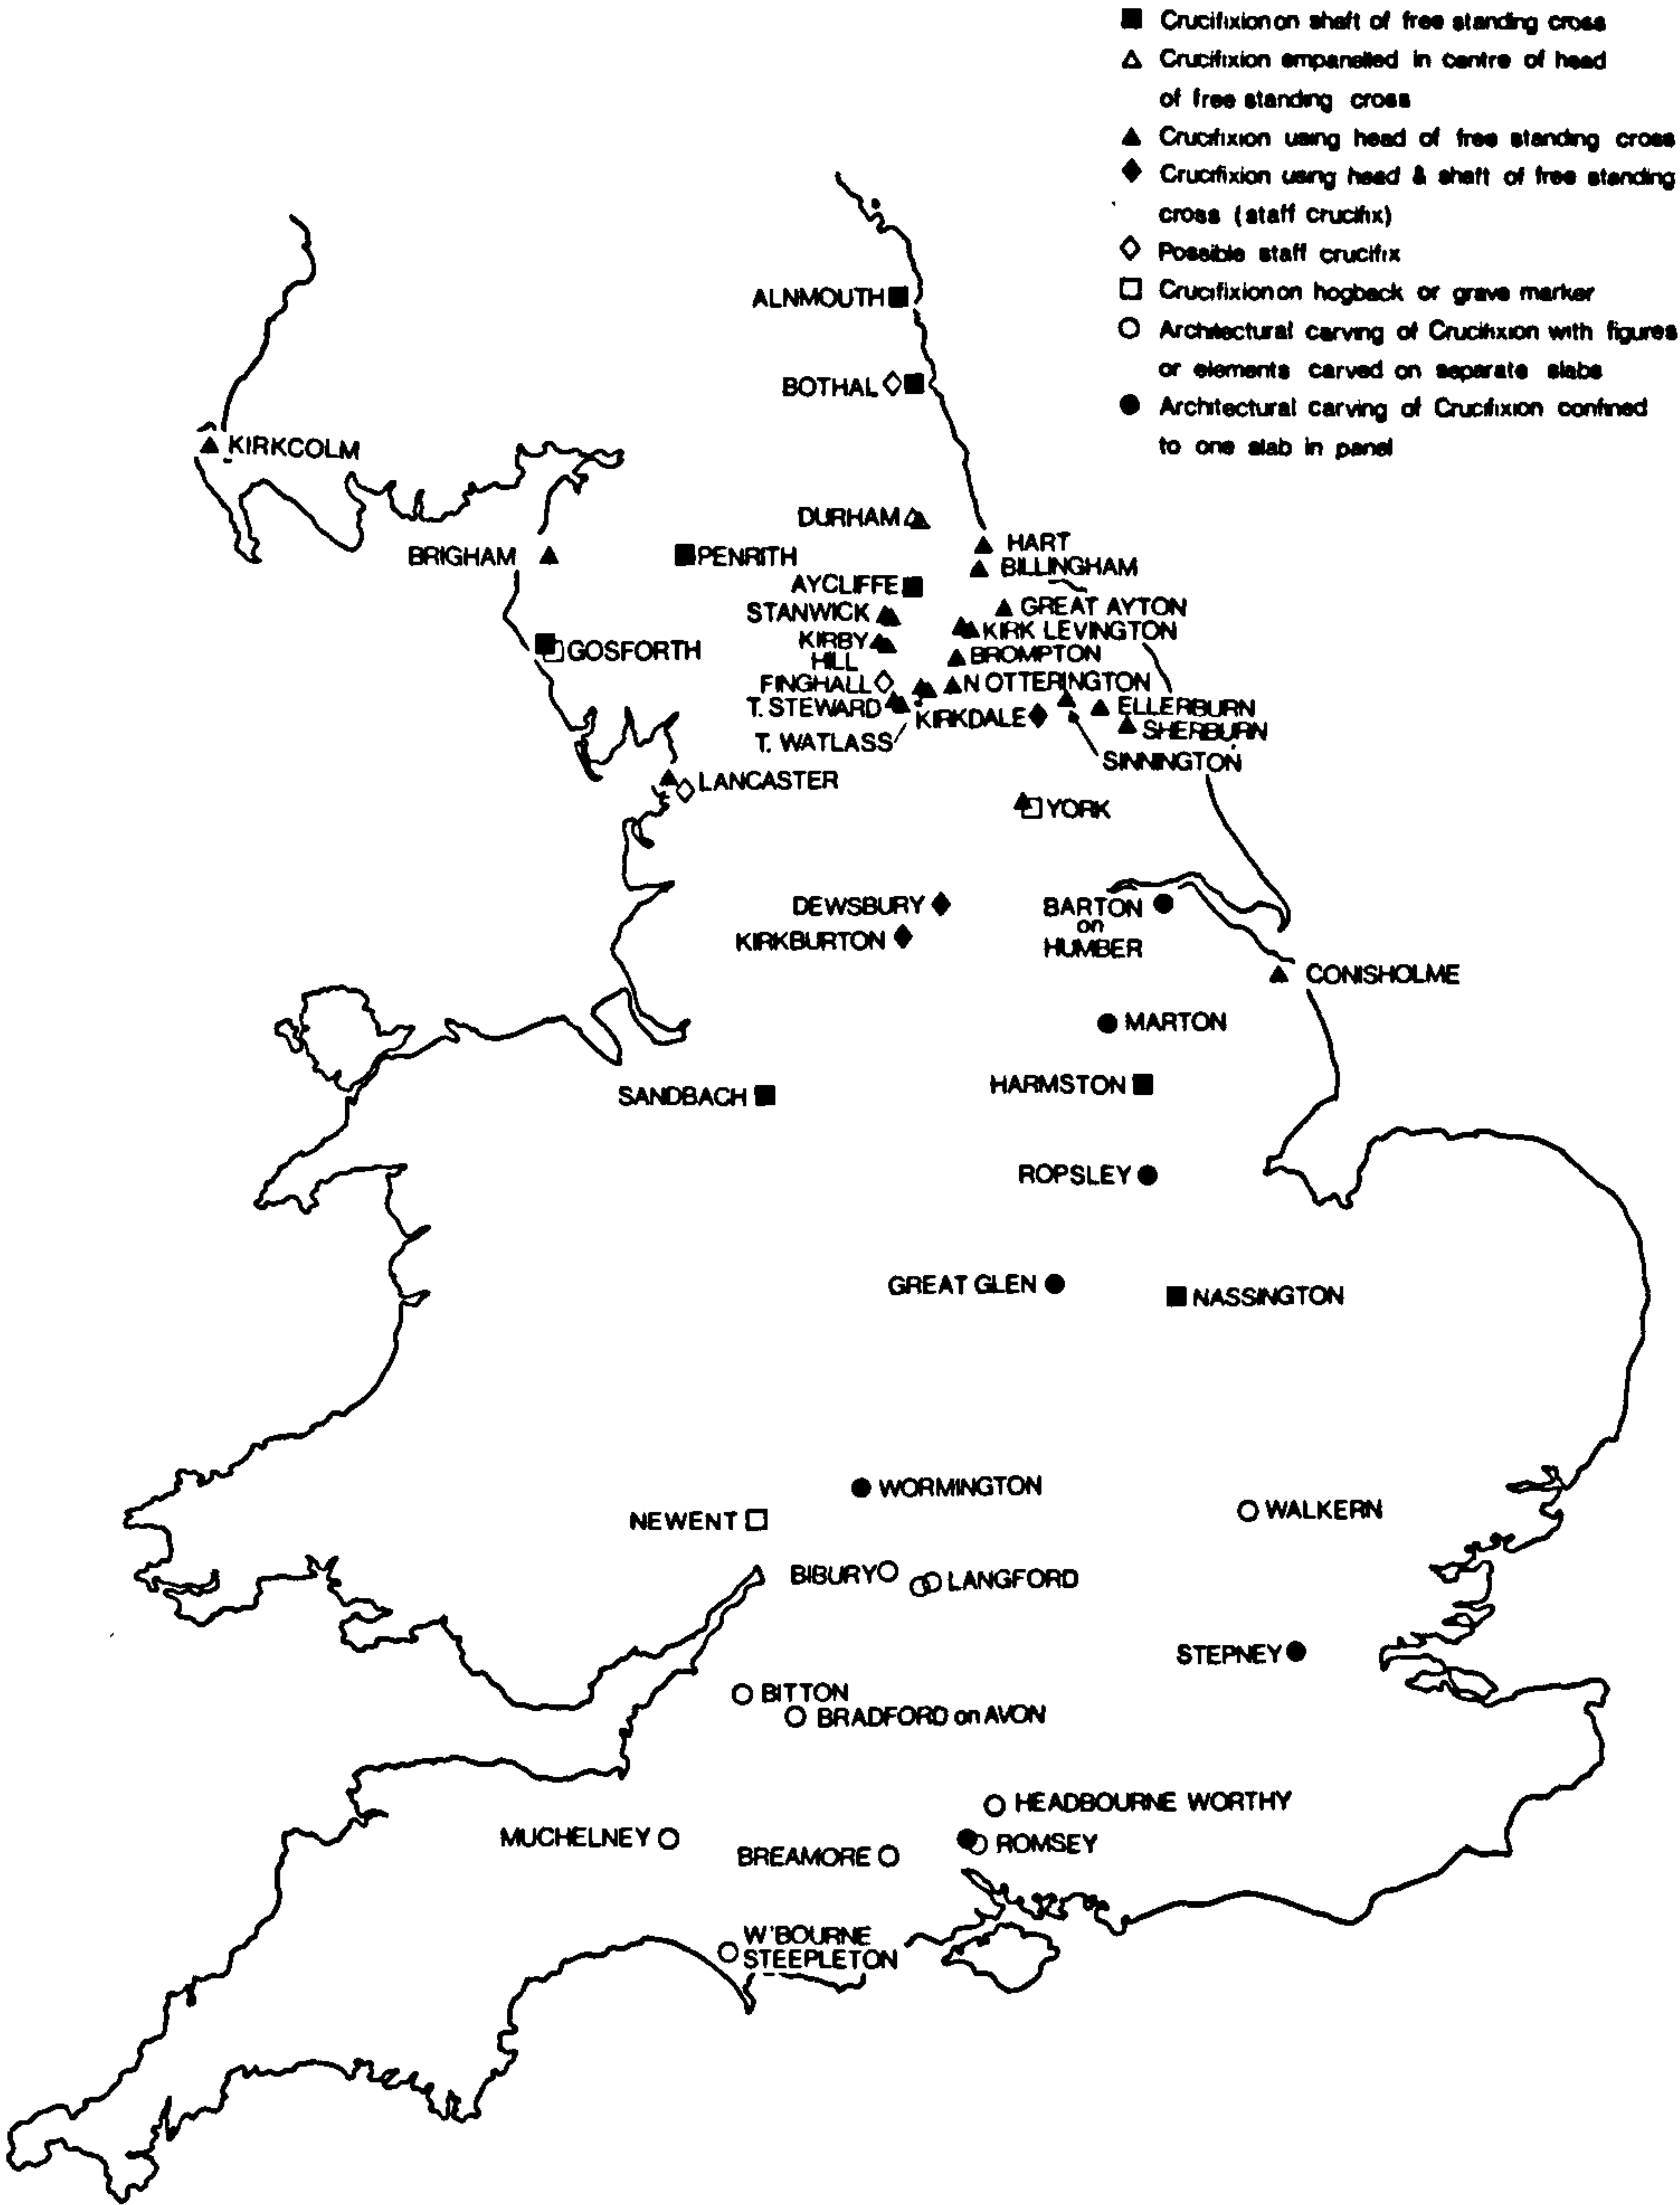 Crucifixion on shaft of free standing cross
Crucifixion empanelled in centre of head
of free standing cross
Crucifixion using head of free standing cross
Crucifixion using head & shaft of free standing
cross (staff crucifix)
Possible staff crucifix
Crucifixion on hogback or grave marker
Architectural carving of Crucifixion with figures
or elements carved on separate slabs
Architectural carving of Crucifixion confined
to one slab in panel
ALNMOUTH
BOTHAL
KIRKCOLM
DURHAM
HART
BRIGHAM
PENRITH
BILLINGHAM
AYCLIFFE
GREAT AYTON
STANWICK
KIRK LEVINGTON
KIRBY
HILL
GOSFORTH
BROMPTON
FINGHALL
N OTTERINGTON
T. STEWARD
ELLERBURN
KIRKDALE
SHERBURN
T. WATLASS
SINNINGTON
LANCASTER
YORK
DEWSBURY
BARTON
on
HUMBER
KIRKBURTON
CONISHOLME
MARTON
HARMSTON
SANDBACH
ROPSLEY
GREAT GLEN
NASSINGTON
WORMINGTON
WALKERN
NEWENT
BIBURY
LANGFORD
STEPNEY
BITTON
BRADFORD on AVON
HEADBOURNE WORTHY
MUCHELNEY
ROMSEY
BREAMORE
W'BOURNE
STEEPLETON